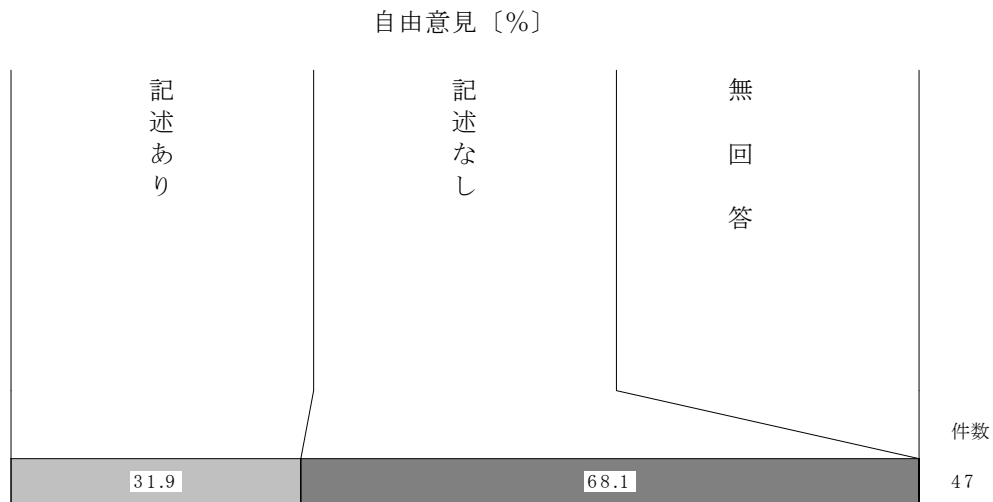 自由意見〔%〕
記述あり
記述なし
無回答
件数
31.9
68.1
47